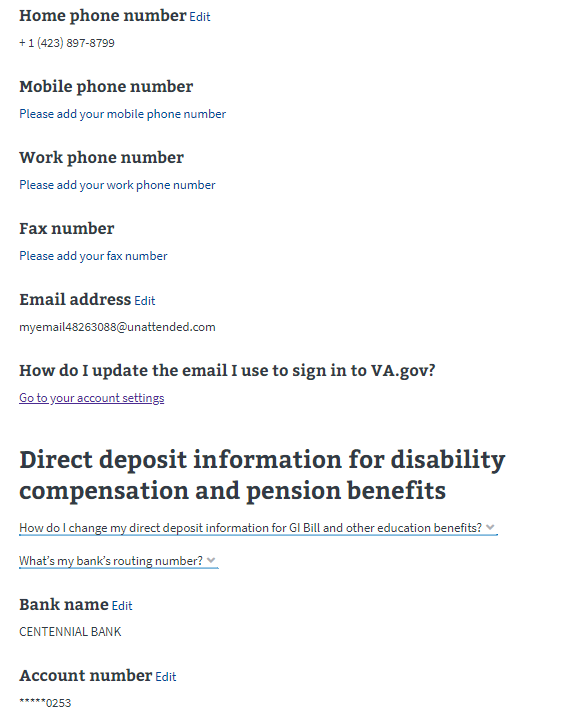 Home phone number Edit
+ 1 (423) 897-8799
Mobile phone number
Please add your mobile phone number
Work phone number
Please add your work phone number
Fax number
Please add your fax number
Email address Edit
myemail48263088@unattended.com
How do I update the email I use to sign in to VA.gov?
Go to your account settings
Direct deposit information for disability
compensation and pension benefits
How do I change my direct deposit information for GI Bill and other education benefits?
What's my bank's routing number?
Bank name Edit
CENTENNIAL BANK
Account number Edit
*****0253